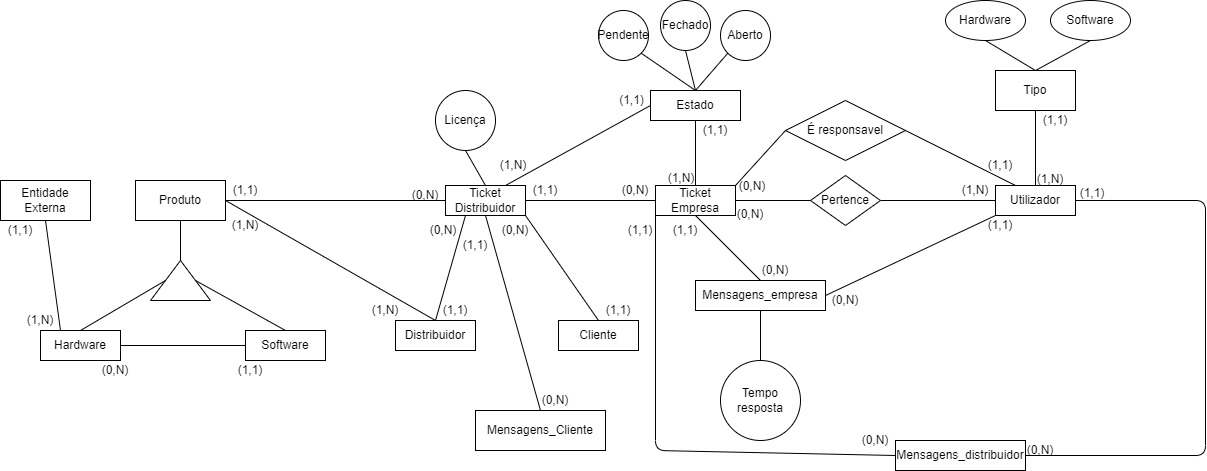 Hardware
Software
Pendente
Fechado
Aberto
Tipo
(1,1)
Estado
(1,1)
(1,1)
Licença
É responsavel
(1,N)
(1,N)
(0,N)
(1,1)
(1,N)
Entidade
Externa
Produto
(1,1)
(0,N)
Ticket
Distribuidor
(1,1)
(0,N)
Ticket
Empresa
(0,N)
Pertence
(1,N)
Utilizador
(1,1)
(1,1)
(1,N)
(0,N)
(1,1)
(0,N)
(1,1)
(1,1)
(1,1)
(0,N)
Mensagens_empresa
(0,N)
(1,N)
(1,N)
(1,1)
(1,1)
Hardware
Software
Distribuidor
Cliente
(0,N)
(1,1)
Tempo
resposta
(0,N)
Mensagens_Cliente
(0,N)
Mensagens_distribuidor
(0,N)